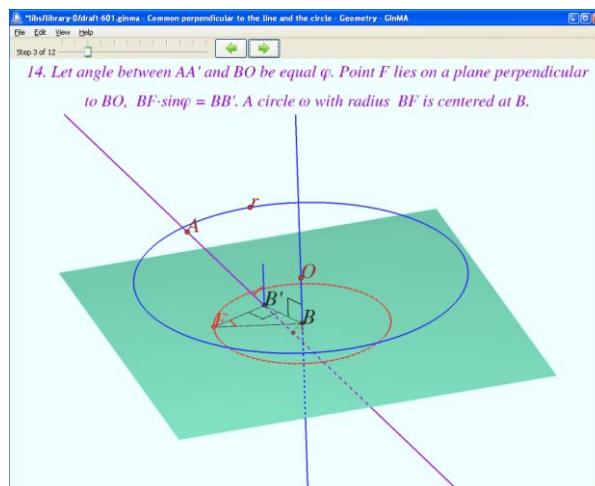 *libs/library-0/draft-601.ginma - Common perpendicular to the line and the circle - Geometry - GInMA
File Edit View Help
Step 3 of 12
14. Let angle between AA' and BO be equal φ. Point F lies on a plane perpendicular
to BO, BF·sinφ = BB'. A circle ω with radius BF is centered at B.
r
A
O
B'
F
B